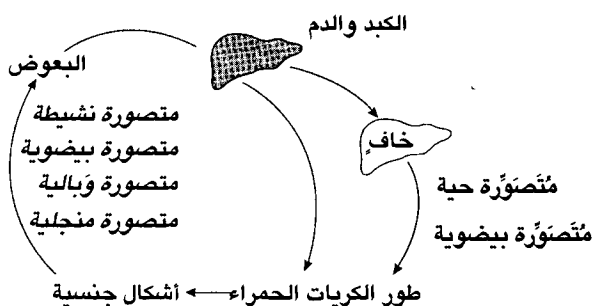 الكبد والدم
البعوض
متصورة نشيطة
متصورة بيضوية
متصورة وَبالية
متصورة منجلية
خافٍ
مُتَصَوِّرة حية
مُتَصَوِّرة بيضوية
طور الكريات الحمراء
أشكال جنسية